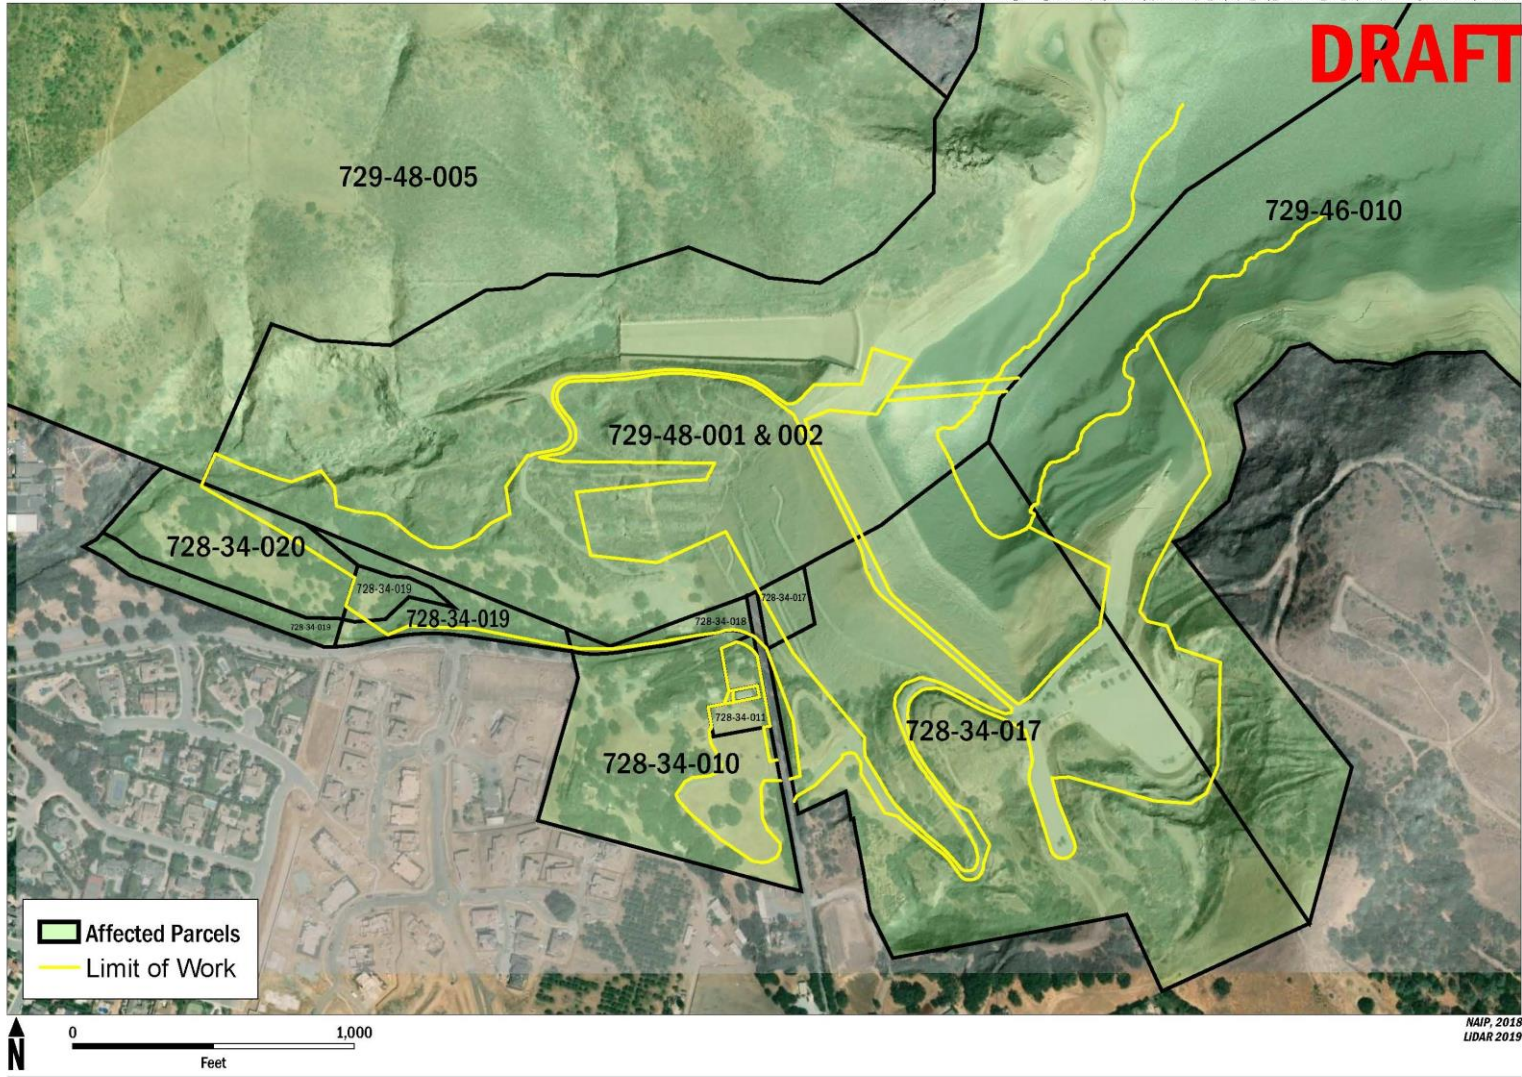 DRAFT
729-48-005
729-46-010
729-48-001 & 002
728-34-020
728-34-019
728-34-019
728-34-019
728-34-018
728-34-017
728-34-011
728-34-017
728-34-010
Affected Parcels
Limit of Work
N
0 1,000
Feet
NAIP, 2018
LiDAR 2019